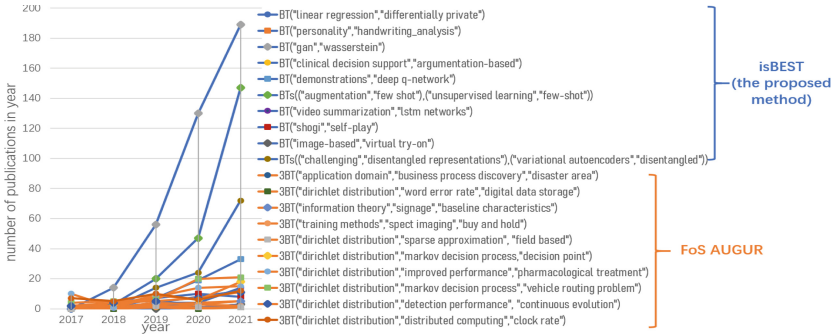 number of publications in year
200
180
160
140
120
100
80
60
40
20
0
2017 2018 2019 2020 2021
year
BT("linear regression","differentially private")
BT("personality","handwriting_analysis")
BT("gan","wasserstein")
BT("clinical decision support","argumentation-based")
BT("demonstrations","deep q-network")
BTs(("augmentation","few shot"),("unsupervised learning","few-shot"))
BT("video summarization","lstm networks")
BT("shogi","self-play")
BT("image-based","virtual try-on")
BTs(("challenging","disentangled representations"),("variational autoencoders","disentangled"))
3BT("application domain","business process discovery","disaster area")
3BT("dirichlet distribution","word error rate","digital data storage")
3BT("information theory","signage","baseline characteristics")
3BT("training methods","spect imaging","buy and hold")
3BT("dirichlet distribution","sparse approximation", "field based")
3BT("dirichlet distribution","markov decision process,"decision point")
3BT("dirichlet distribution","improved performance","pharmacological treatment")
3BT("dirichlet distribution","markov decision process","vehicle routing problem")
3BT("dirichlet distribution","detection performance", "continuous evolution")
3BT("dirichlet distribution","distributed computing","clock rate")
isBEST
(the proposed
method)
FoS AUGUR